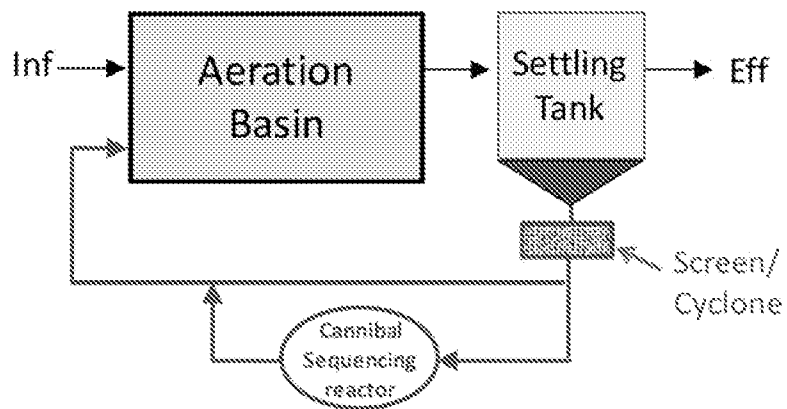 Inf
Aeration
Basin
Settling
Tank
Eff
Screen/
Cyclone
Cannibal
Sequencing
reactor